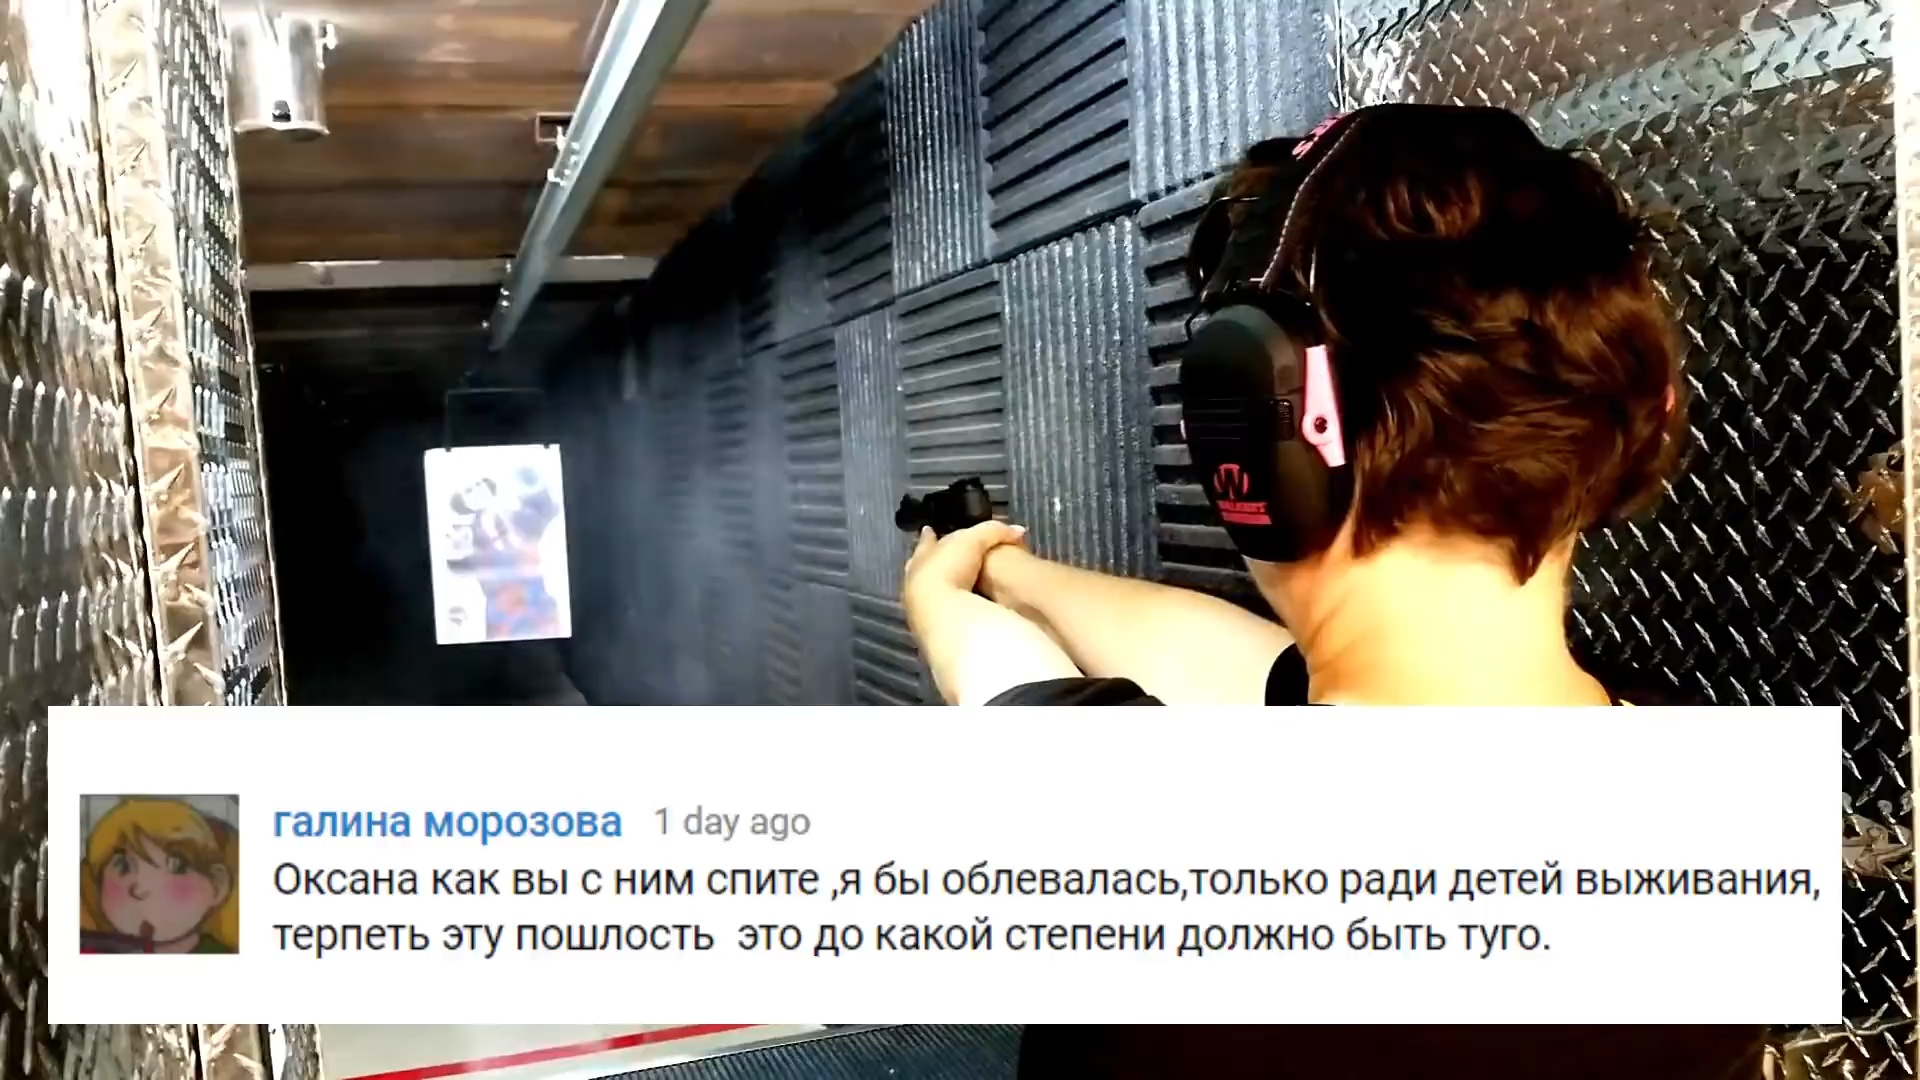 WALKER'S
галина морозова 1 day ago
Оксана как вы с ним спите ,я бы облевалась,только ради детей выживания,
терпеть эту пошлость это до какой степени должно быть туго.